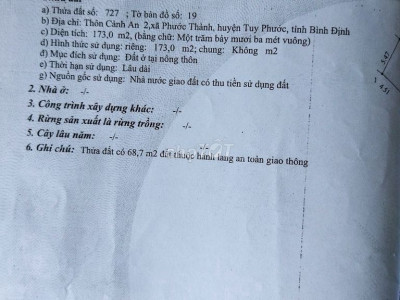 a) Thửa đất số: 727 ; Tờ bản đồ số: 19
b) Địa chỉ: Thôn Cảnh An 2,xã Phước Thành, huyện Tuy Phước, tỉnh Bình Định
c) Diện tích: 173,0 m2, (bằng chữ: Một trăm bảy mươi ba mét vuông)
d) Hình thức sử dụng: riêng: 173,0 m2; chung: Không m2
đ) Mục đích sử dụng: Đất ở tại nông thôn
e) Thời hạn sử dụng: Lâu dài
g) Nguồn gốc sử dụng: Nhà nước giao đất có thu tiền sử dụng đất
2. Nhà ở: -/-
3. Công trình xây dựng khác: -/-
4. Rừng sản xuất là rừng trồng: -/-
5. Cây lâu năm: -/-
6. Ghi chú: Thửa đất có 68,7 m2 đất thuộc hành lang an toàn giao thông
4.51